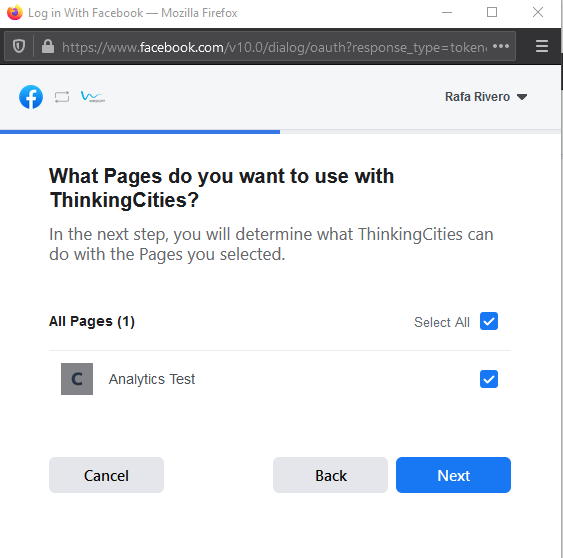 Log in With Facebook — Mozilla Firefox
https://www.facebook.com/v10.0/dialog/oauth?response_type=token
Rafa Rivero
What Pages do you want to use with
ThinkingCities?
In the next step, you will determine what ThinkingCities can
do with the Pages you selected.
All Pages (1)
Select All
C
Analytics Test
Cancel
Back
Next